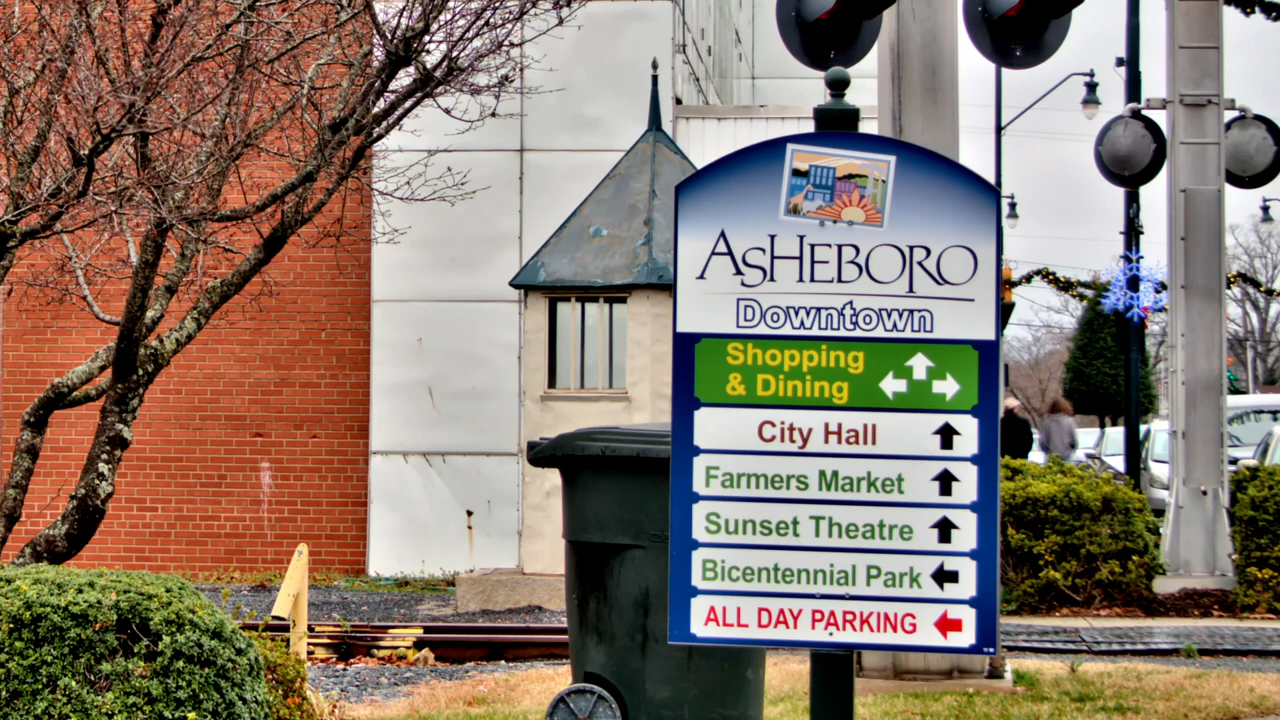 AsHEBORO
Downtown
Shopping
& Dining
City Hall
Farmers Market
Sunset Theatre
Bicentennial Park
ALL DAY PARKING